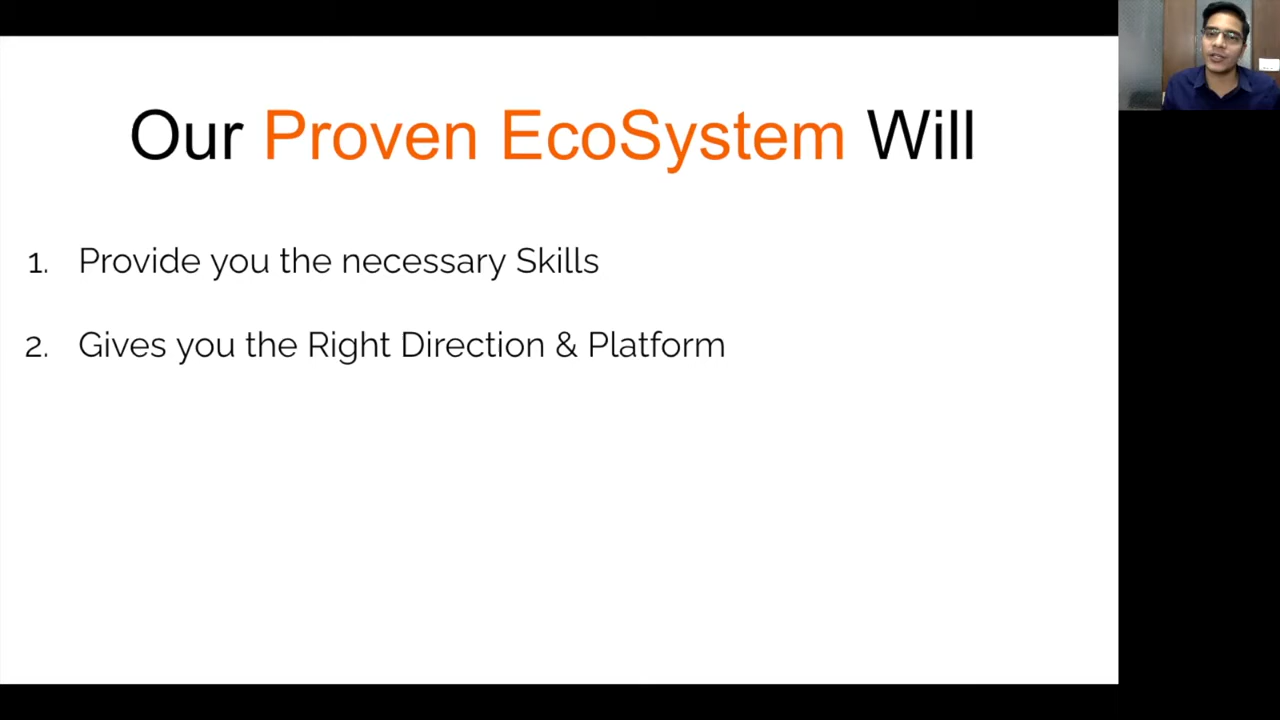 Our Proven EcoSystem Will
1. Provide you the necessary Skills
2. Gives you the Right Direction & Platform